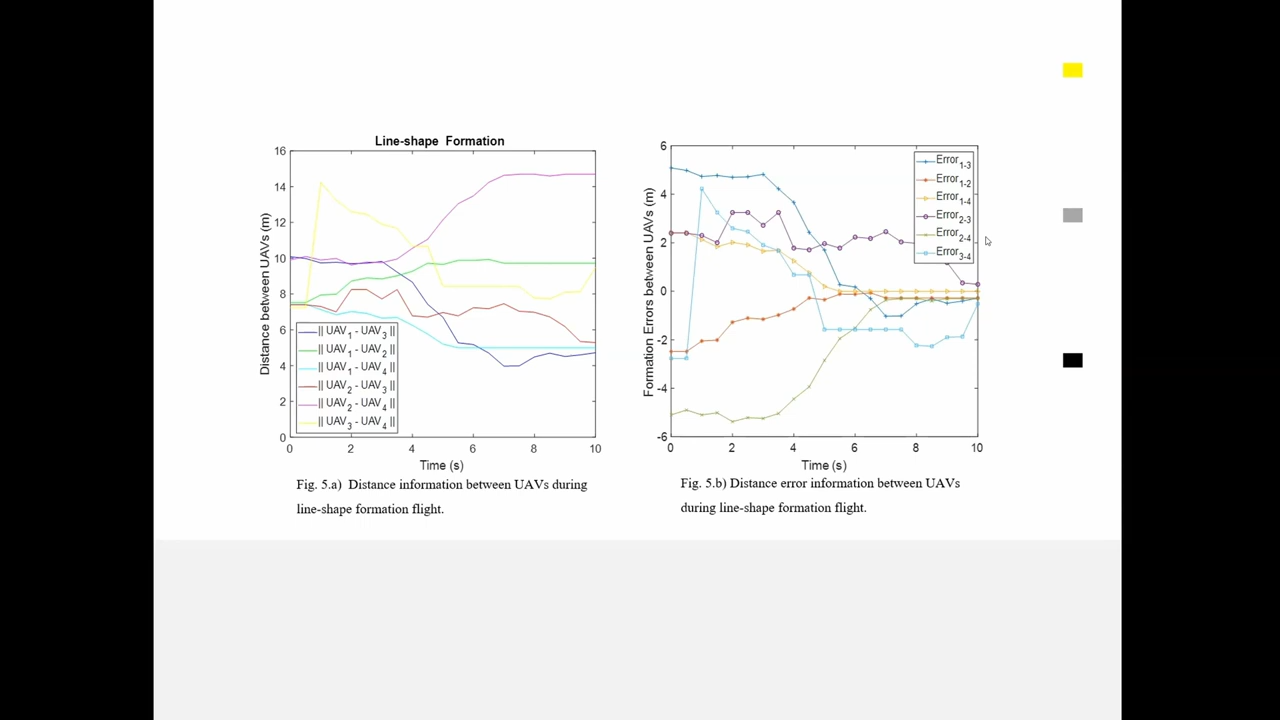 Line-shape Formation
Distance between UAVs (m)
16
14
12
10
8
6
4
2
0
|| UAV1 - UAV3 ||
|| UAV1 - UAV2 ||
|| UAV1 - UAV4 ||
|| UAV2 - UAV3 ||
|| UAV2 - UAV4 ||
|| UAV3 - UAV4 ||
0 2 4 6 8 10
Time (s)
Fig. 5.a) Distance information between UAVs during
line-shape formation flight.
Formation Errors between UAVs (m)
6
4
2
0
-2
-4
-6
Error1-3
Error1-2
Error1-4
Error2-3
Error2-4
Error3-4
0 2 4 6 8 10
Time (s)
Fig. 5.b) Distance error information between UAVs
during line-shape formation flight.